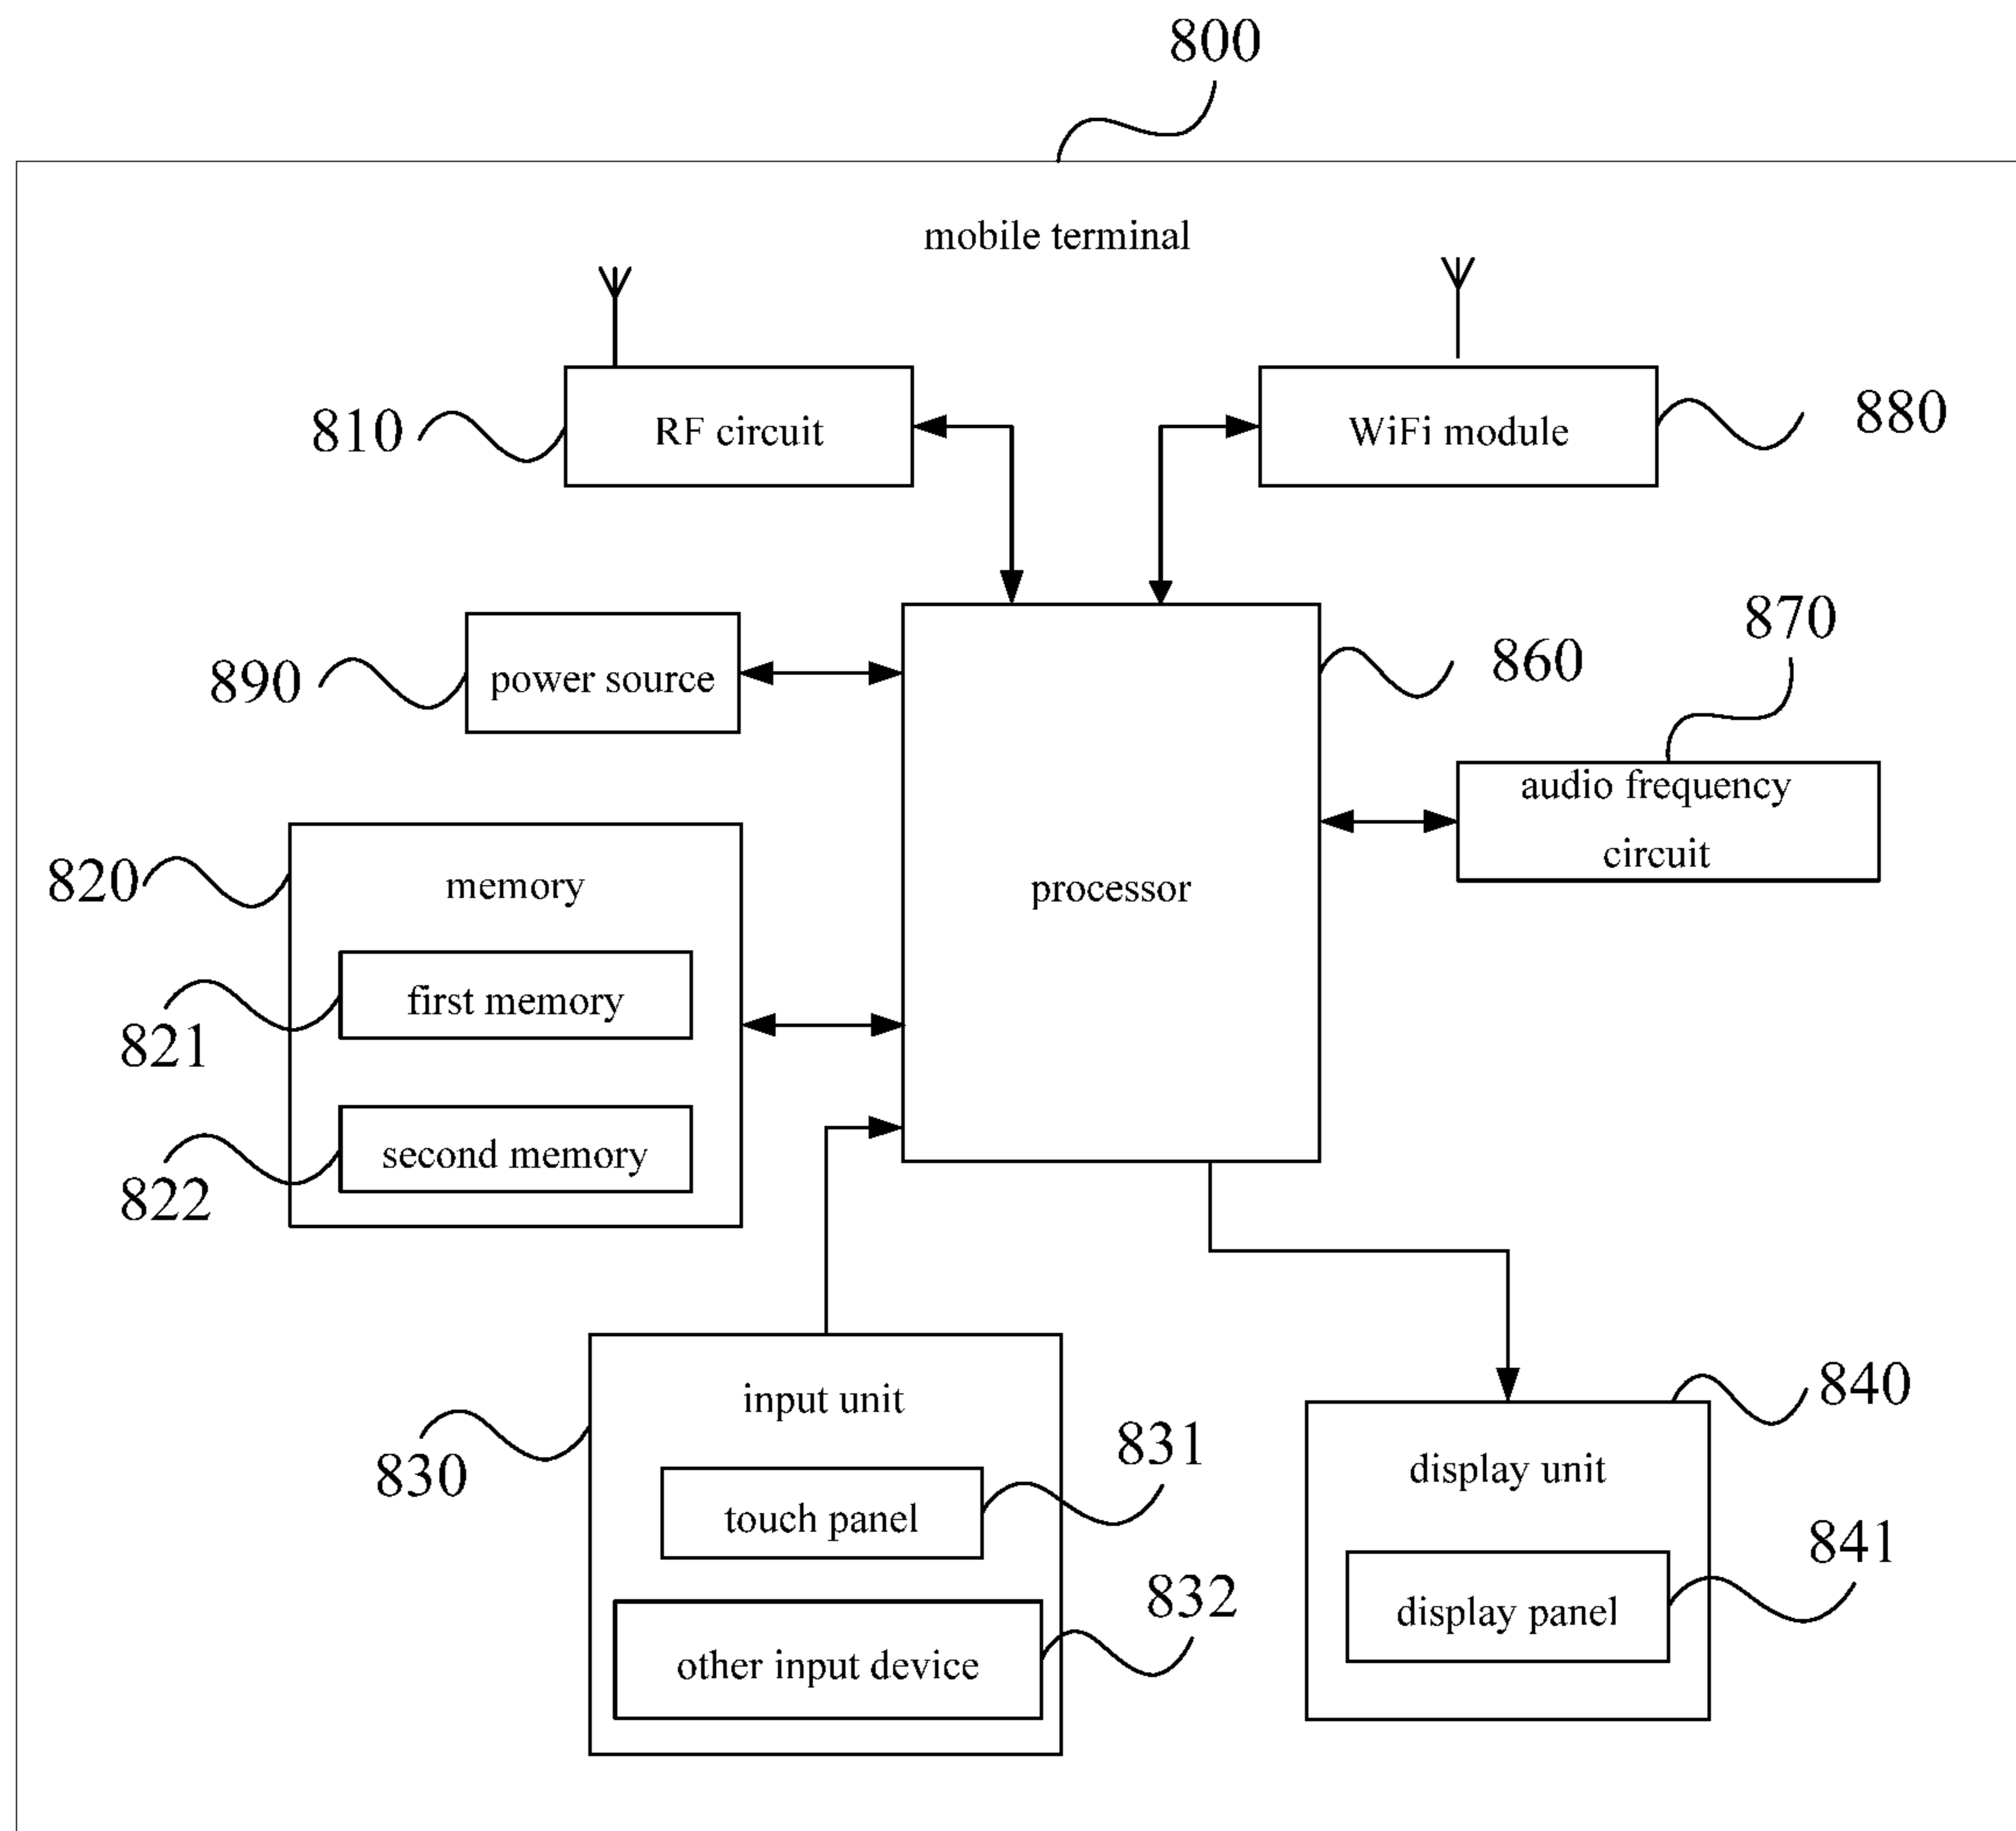 800
mobile terminal
810
RF circuit
WiFi module
880
890
power source
860
870
audio frequency
circuit
processor
820
memory
821
first memory
822
second memory
830
input unit
831
touch panel
832
other input device
840
display unit
841
display panel